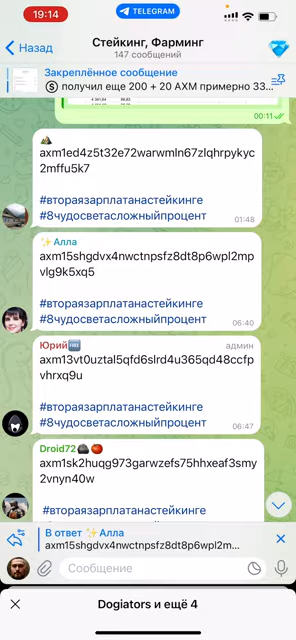 19:14
TELEGRAM
Назад
Стейкинг, Фарминг
147 сообщений
Закреплённое сообщение
получил еще 200 + 20 AXM примерно 33...
00:11
axm1ed4z5t32e72warwmln67zlqhrpykyc
2mffu5k7
#втораязарплатанастейкинге
#8чудосветасложныйпроцент
01:48
Алла
axm15shgdvx4nwctnpsfz8dt8p6wpl2mp
vlg9k5xq5
#втораязарплатанастейкинге
#8чудосветасложныйпроцент
06:40
Юрий
админ
axm13vt0uztal5qfd6slrd4u365qd48ccfp
vhrxq9u
#втораязарплатанастейкинге
#8чудосветасложныйпроцент
06:47
Droid72
axm1sk2huqg973garwzefs75hhxeaf3smy
2vnyn40w
#втораязарплатанастейкинге
В ответ Алла
axm15shgdvx4nwctnpsfz8dt8p6wpl2m...
Сообщение
Dogiators и ещё 4